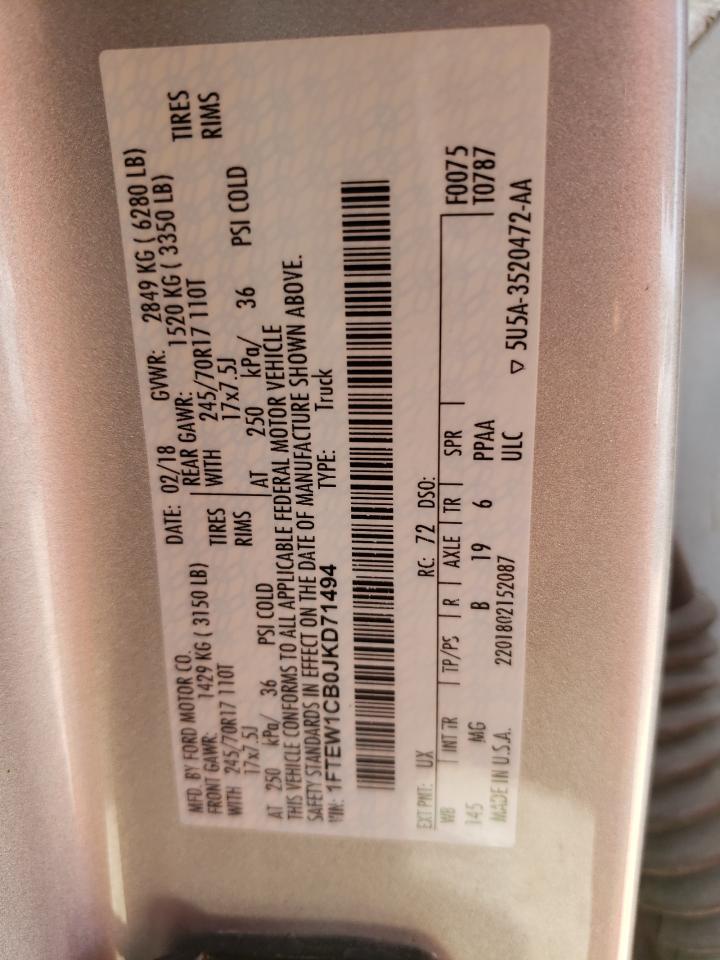 MFD. BY FORD MOTOR CO. DATE: 02/18 GVWR: 2849 KG ( 6280 LB)
FRONT GAWR: 1429 KG ( 3150 LB) REAR GAWR: 1520 KG ( 3350 LB)
WITH 245/70R17 110T TIRES WITH 245/70R17 110T TIRES
17x7.5J RIMS 17x7.5J RIMS
AT 250 kPa/ 36 PSI COLD AT 250 kPa/ 36 PSI COLD
THIS VEHICLE CONFORMS TO ALL APPLICABLE FEDERAL MOTOR VEHICLE
SAFETY STANDARDS IN EFFECT ON THE DATE OF MANUFACTURE SHOWN ABOVE.
VIN: 1FTEW1CB0JKD71494 TYPE: Truck
EXT PNT: UX RC: 72 DSO:
WB INT TR TP/PS R AXLE TR SPR F0075
145 MG B 19 6 PPAA T0787
ULC
MADE IN U.S.A. 2201802152087
▽ 5U5A-3520472-AA